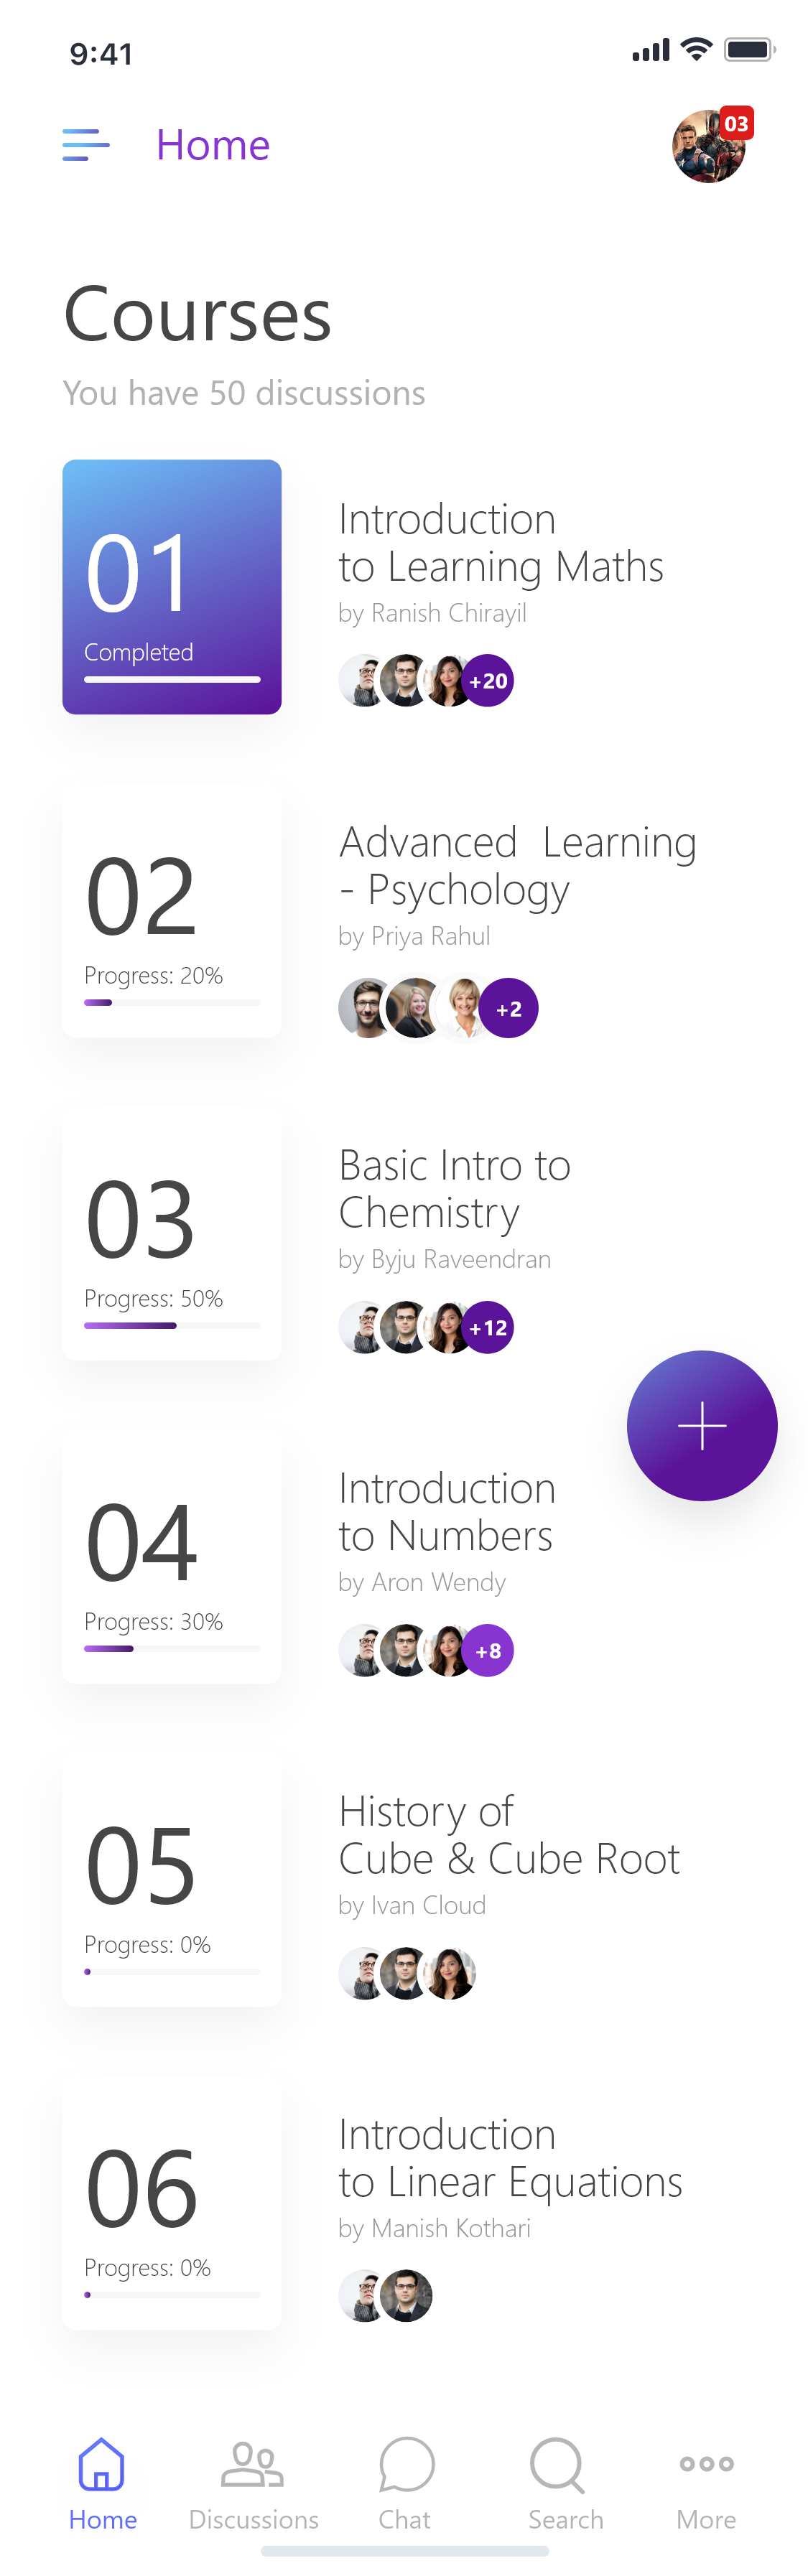 9:41
Home
03
Courses
You have 50 discussions
01
Completed
Introduction
to Learning Maths
by Ranish Chirayil
+20
02
Progress: 20%
Advanced  Learning
- Psychology
by Priya Rahul
+2
03
Progress: 50%
Basic Intro to
Chemistry
by Byju Raveendran
+12
04
Progress: 30%
Introduction
to Numbers
by Aron Wendy
+8
05
Progress: 0%
History of
Cube & Cube Root
by Ivan Cloud
06
Progress: 0%
Introduction
to Linear Equations
by Manish Kothari
Home
Discussions
Chat
Search
More